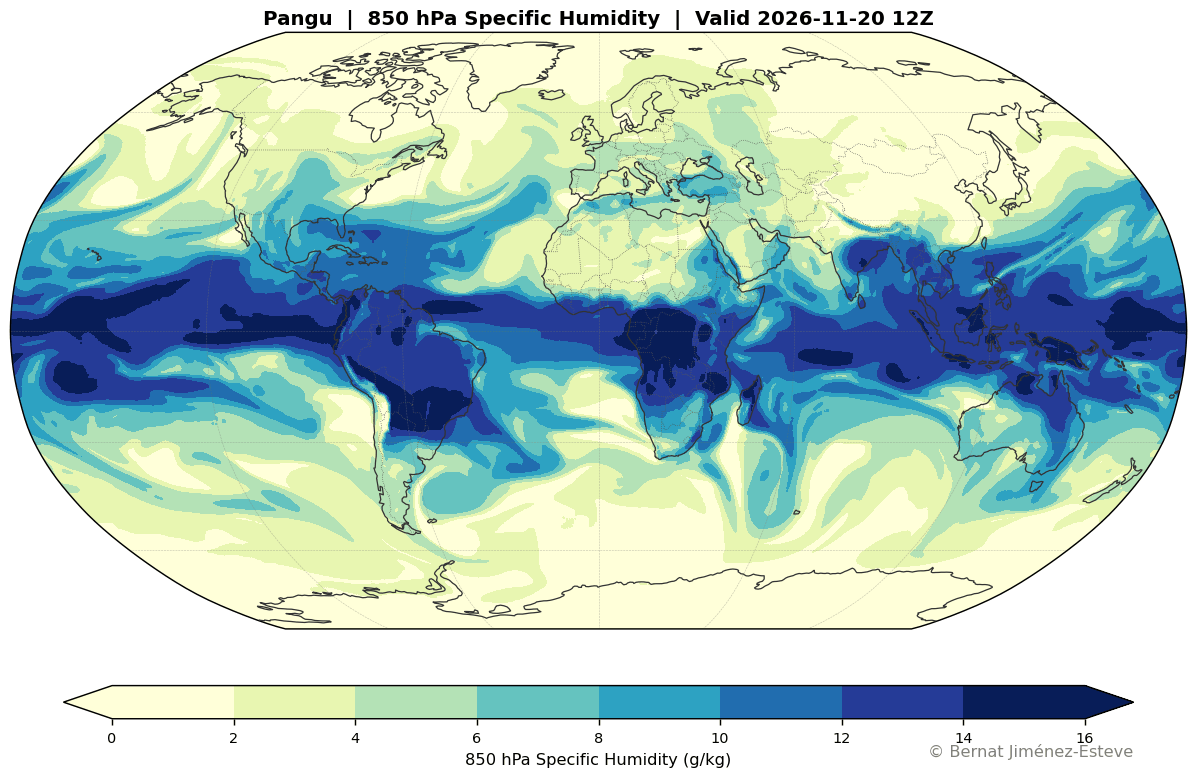 Pangu | 850 hPa Specific Humidity | Valid 2026-11-20 12Z
0 2 4 6 8 10 12 14 16
850 hPa Specific Humidity (g/kg)
© Bernat Jiménez-Esteve